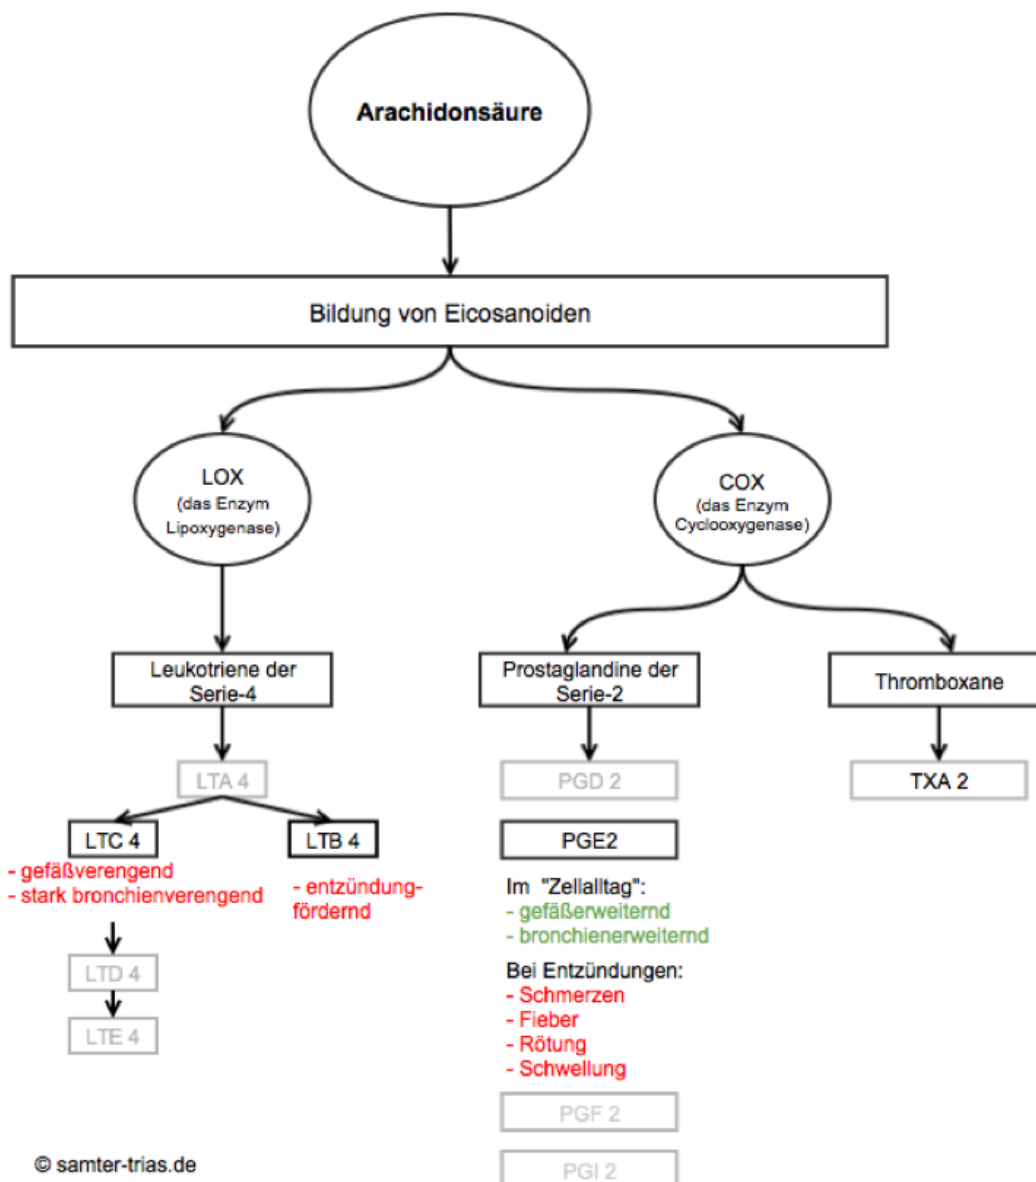 Arachidonsäure
Bildung von Eicosanoiden
LOX
(das Enzym
Lipoxygenase)
COX
(das Enzym
Cyclooxygenase)
Leukotriene der
Serie-4
Prostaglandine der
Serie-2
Thromboxane
LTA 4
PGD 2
TXA 2
LTC 4
LTB 4
PGE2
- gefäßverengend
- stark bronchienverengend
- entzündung-
fördernd
Im "Zellalltag":
- gefäßerweiternd
- bronchienerweiternd
LTD 4
LTE 4
Bei Entzündungen:
- Schmerzen
- Fieber
- Rötung
- Schwellung
PGF 2
PGI 2
© samter-trias.de